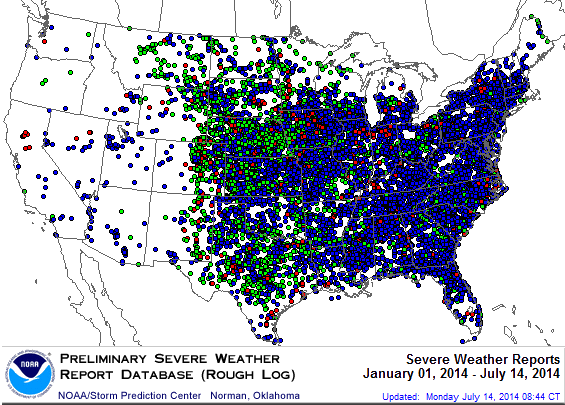 NOAA
PRELIMINARY SEVERE WEATHER
REPORT DATABASE (ROUGH LOG)
NOAA/Storm Prediction Center Norman, Oklahoma
Severe Weather Reports
January 01, 2014 - July 14, 2014
Updated: Monday July 14, 2014 08:44 CT